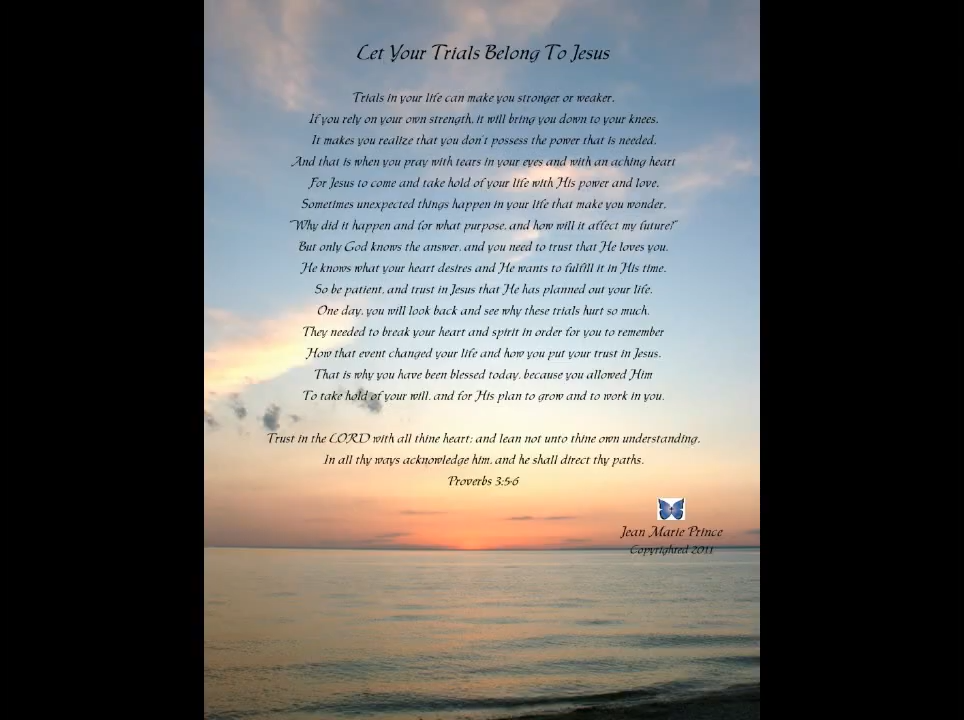 Let Your Trials Belong To Jesus
Trials in your life can make you stronger or weaker.
If you rely on your own strength, it will bring you down to your knees.
It makes you realize that you don't possess the power that is needed,
And that is when you pray with tears in your eyes and with an aching heart
For Jesus to come and take hold of your life with His power and love.
Sometimes unexpected things happen in your life that make you wonder,
"Why did it happen and for what purpose, and how will it affect my future?"
But only God knows the answer, and you need to trust that He loves you.
He knows what your heart desires and He wants to fulfill it in His time.
So be patient, and trust in Jesus that He has planned out your life.
One day, you will look back and see why these trials hurt so much.
They needed to break your heart and spirit in order for you to remember
How that event changed your life and how you put your trust in Jesus.
That is why you have been blessed today, because you allowed Him
To take hold of your will, and for His plan to grow and to work in you.
Trust in the LORD with all thine heart; and lean not unto thine own understanding.
In all thy ways acknowledge him, and he shall direct thy paths.
Proverbs 3:5-6
Jean Marie Prince
Copyrighted 2011